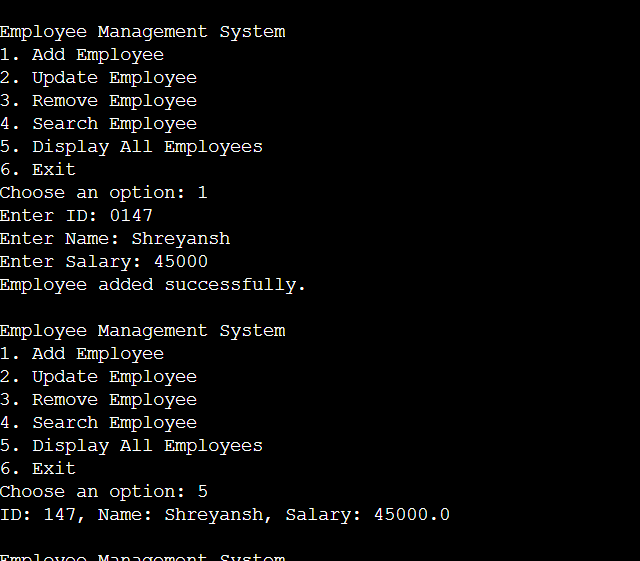 Employee Management System
1. Add Employee
2. Update Employee
3. Remove Employee
4. Search Employee
5. Display All Employees
6. Exit
Choose an option: 1
Enter ID: 0147
Enter Name: Shreyansh
Enter Salary: 45000
Employee added successfully.
Employee Management System
1. Add Employee
2. Update Employee
3. Remove Employee
4. Search Employee
5. Display All Employees
6. Exit
Choose an option: 5
ID: 147, Name: Shreyansh, Salary: 45000.0
Employee Management System